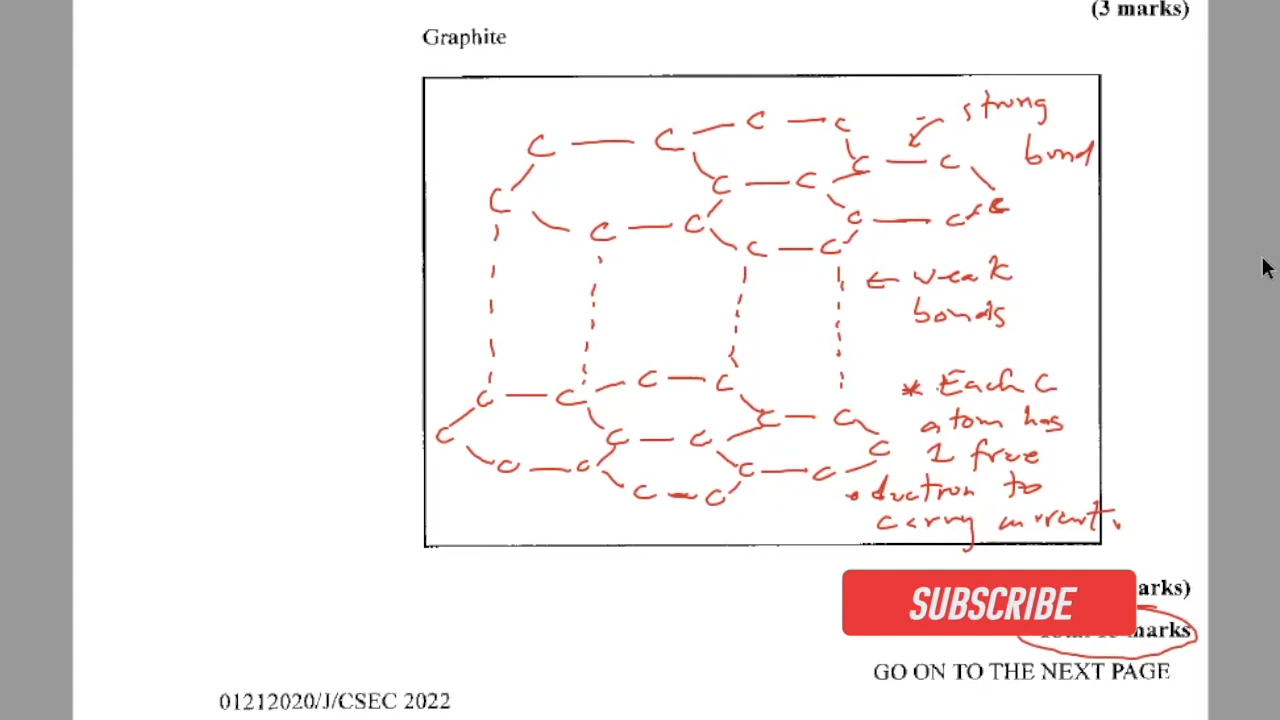 (3 marks)
Graphite
C C C C C C
C C C C
C C C C C C
C C
strong
bond
← weak
bonds
C C C C
C C C C C C
C C C C C
C C
* Each C
atom has
1 free
electron to
carry current.
SUBSCRIBE
arks)
marks
GO ON TO THE NEXT PAGE
01212020/J/CSEC 2022